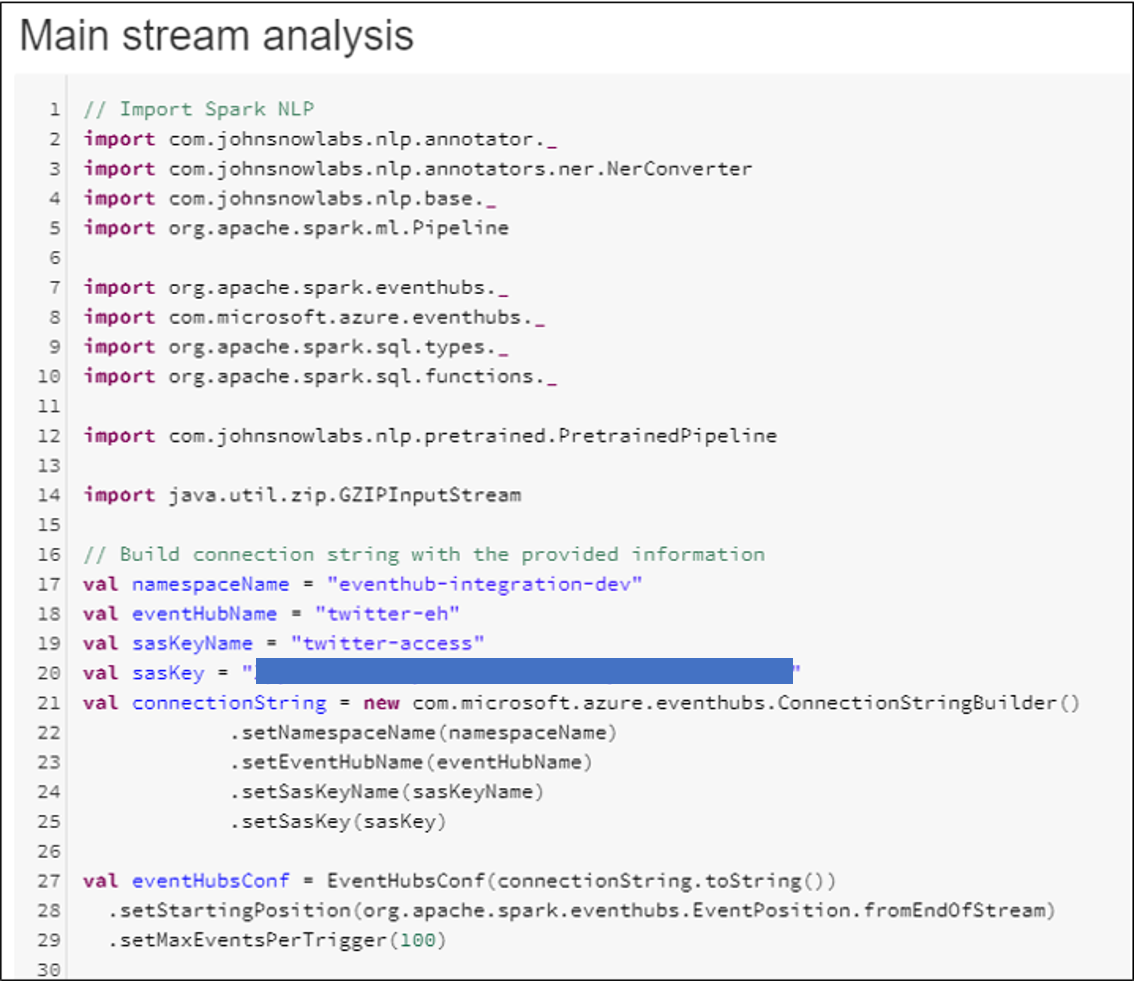 Main stream analysis
1 // Import Spark NLP
2 import com.johnsnowlabs.nlp.annotator._
3 import com.johnsnowlabs.nlp.annotators.ner.NerConverter
4 import com.johnsnowlabs.nlp.base._
5 import org.apache.spark.ml.Pipeline
6
7 import org.apache.spark.eventhubs._
8 import com.microsoft.azure.eventhubs._
9 import org.apache.spark.sql.types._
10 import org.apache.spark.sql.functions._
11
12 import com.johnsnowlabs.nlp.pretrained.PretrainedPipeline
13
14 import java.util.zip.GZIPInputStream
15
16 // Build connection string with the provided information
17 val namespaceName = "eventhub-integration-dev"
18 val eventHubName = "twitter-eh"
19 val sasKeyName = "twitter-access"
20 val sasKey = " "
21 val connectionString = new com.microsoft.azure.eventhubs.ConnectionStringBuilder()
22 .setNamespaceName(namespaceName)
23 .setEventHubName(eventHubName)
24 .setSasKeyName(sasKeyName)
25 .setSasKey(sasKey)
26
27 val eventHubsConf = EventHubsConf(connectionString.toString())
28 .setStartingPosition(org.apache.spark.eventhubs.EventPosition.fromEndOfStream)
29 .setMaxEventsPerTrigger(100)
30